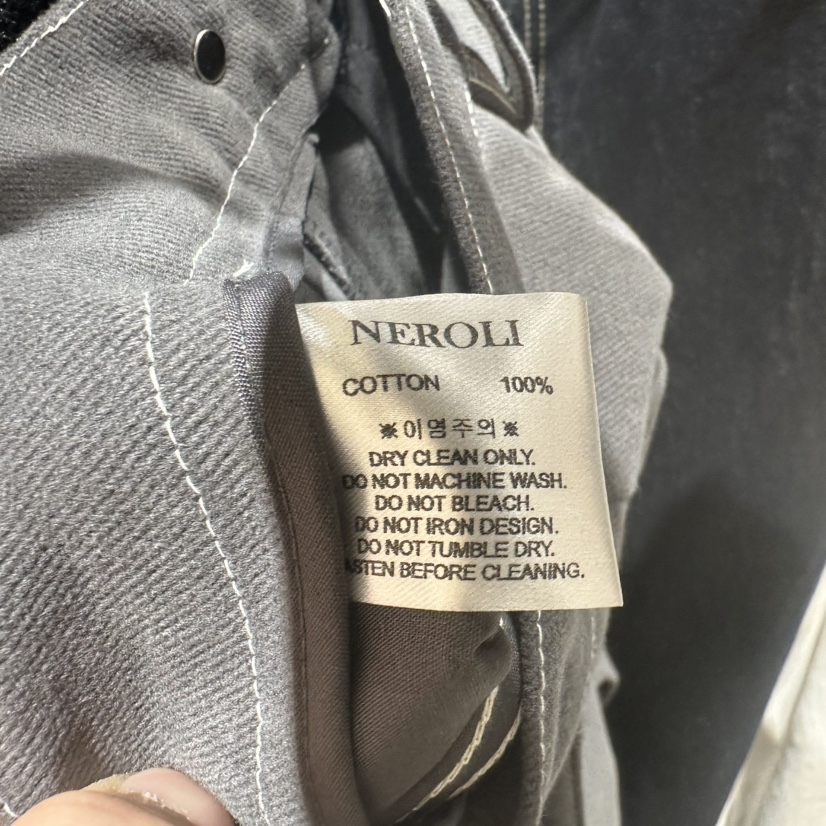 NEROLI
COTTON 100%
※이염주의※
DRY CLEAN ONLY.
DO NOT MACHINE WASH.
DO NOT BLEACH.
DO NOT IRON DESIGN.
DO NOT TUMBLE DRY.
ASTEN BEFORE CLEANING.